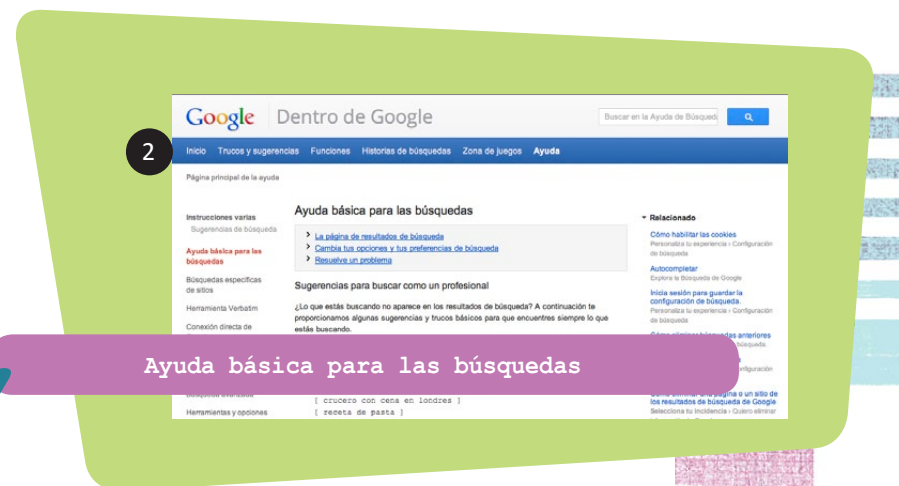 Google Dentro de Google
Buscar en la Ayuda de Búsqued
2
Inicio Trucos y sugerencias Funciones Historias de búsquedas Zona de juegos Ayuda
Página principal de la ayuda
Instrucciones varias
Sugerencias de búsqueda
Ayuda básica para las
búsquedas
Búsquedas específicas
de sitios
Herramienta Verbatim
Conexión directa de
Herramientas y opciones
Ayuda básica para las búsquedas
La página de resultados de búsqueda
Cambia tus opciones y tus preferencias de búsqueda
Resuelve un problema
Sugerencias para buscar como un profesional
¿Lo que estás buscando no aparece en los resultados de búsqueda? A continuación te
proporcionamos algunas sugerencias y trucos básicos para que encuentres siempre lo que
estás buscando.
Ayuda básica para las búsquedas
[ crucero con cena en londres ]
[ receta de pasta ]
Relacionado
Cómo habilitar las cookies
Personaliza tu experiencia › Configuración
de búsqueda
Autocompletar
Explora la Búsqueda de Google
Inicia sesión para guardar la
configuración de búsqueda.
Personaliza tu experiencia › Configuración
de búsqueda
los resultados de búsqueda de Google
Selecciona tu incidencia › Quiero eliminar